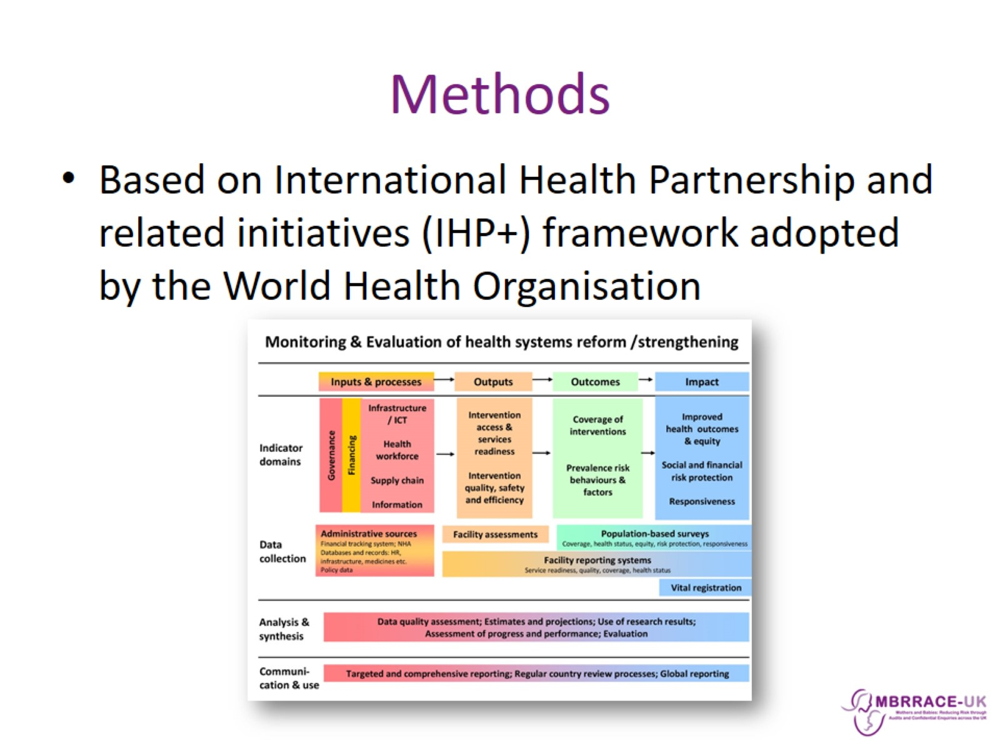 Methods
• Based on International Health Partnership and
related initiatives (IHP+) framework adopted
by the World Health Organisation
Monitoring & Evaluation of health systems reform /strengthening
Inputs & processes
Outputs
Outcomes
Impact
Indicator
domains
Governance
Financing
Infrastructure
/ ICT
Health
workforce
Supply chain
Information
Intervention
access &
services
readiness
Intervention
quality, safety
and efficiency
Coverage of
interventions
Prevalence risk
behaviours &
factors
Improved
health outcomes
& equity
Social and financial
risk protection
Responsiveness
Data
collection
Administrative sources
Financial tracking system; NHA
Databases and records: HR,
infrastructure, medicines etc.
Policy data
Facility assessments
Population-based surveys
Coverage, health status, equity, risk protection, responsiveness
Facility reporting systems
Service readiness, quality, coverage, health status
Vital registration
Analysis &
synthesis
Data quality assessment; Estimates and projections; Use of research results;
Assessment of progress and performance; Evaluation
Communi-
cation & use
Targeted and comprehensive reporting; Regular country review processes; Global reporting
MBRRACE-UK
Mothers and Babies: Reducing Risk through
Audits and Confidential Enquiries across the UK